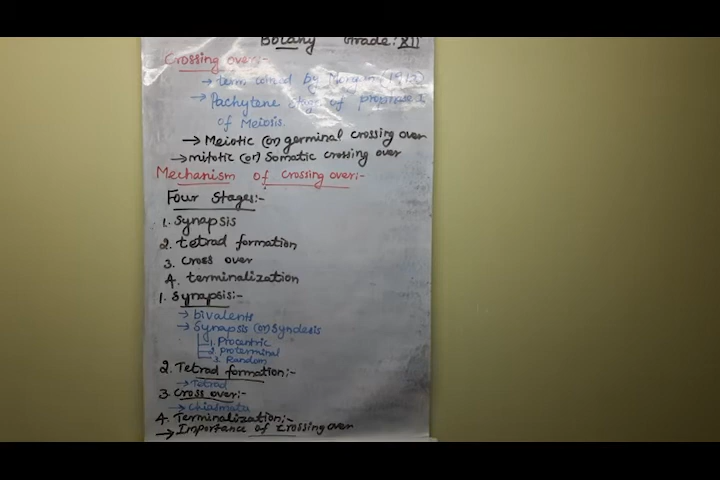 Botany Grade: XII
Crossing over:-
→ term coined by Morgan (1912)
→ Pachytene stage of prophase I
of Meiosis.
→ Meiotic (or) germinal crossing over
→ mitotic (or) Somatic crossing over
Mechanism of crossing over:-
Four Stages:-
1. Synapsis
2. tetrad formation
3. cross over
4. terminalization
1. Synapsis:-
→ bivalents
→ Synapsis (or) Syndesis
1. Procentric
2. proterminal
3. Random
2. Tetrad formation:-
→ Tetrad
3. Cross over:-
→ Chiasmata
4. Terminalization:-
→ Importance of crossing over